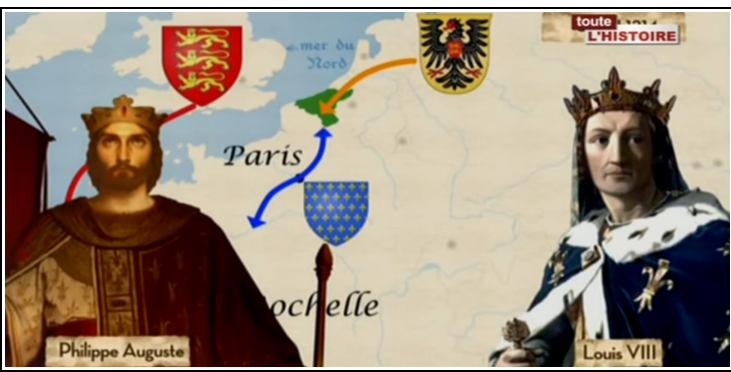 toute
L'HISTOIRE
mer du
Nord
Paris
ochelle
Philippe Auguste
Louis VIII